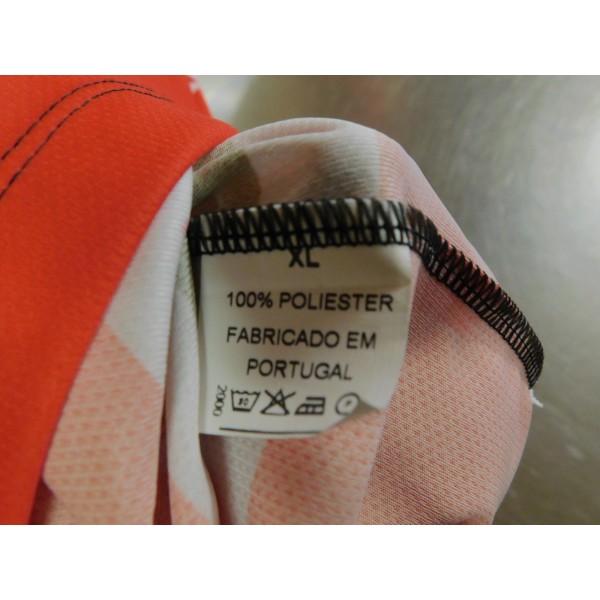 XL
100% POLIESTER
FABRICADO EM
PORTUGAL
2000